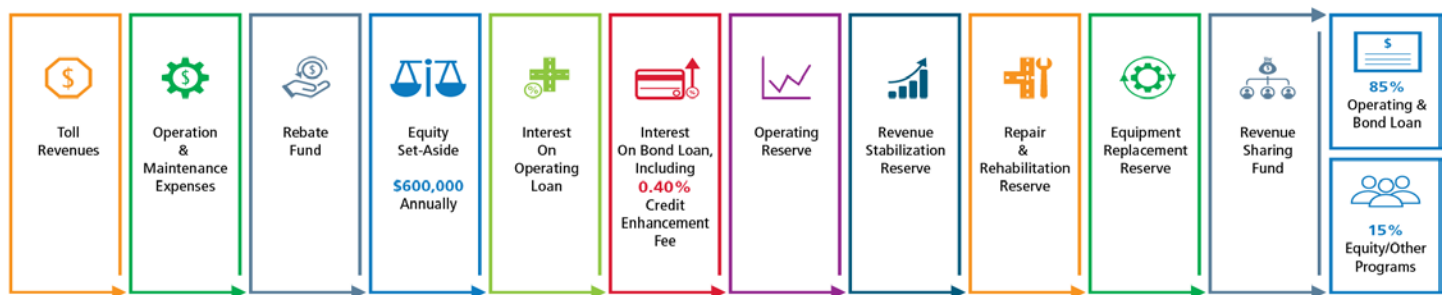 $
Toll
Revenues
$
Operation
&
Maintenance
Expenses
$
Rebate
Fund
Equity
Set-Aside
$600,000
Annually
%
Interest
On
Operating
Loan
%
Interest
On Bond Loan,
Including
0.40%
Credit
Enhancement
Fee
Operating
Reserve
Revenue
Stabilization
Reserve
Repair
&
Rehabilitation
Reserve
Equipment
Replacement
Reserve
$
Revenue
Sharing
Fund
$
85%
Operating &
Bond Loan
15%
Equity/Other
Programs